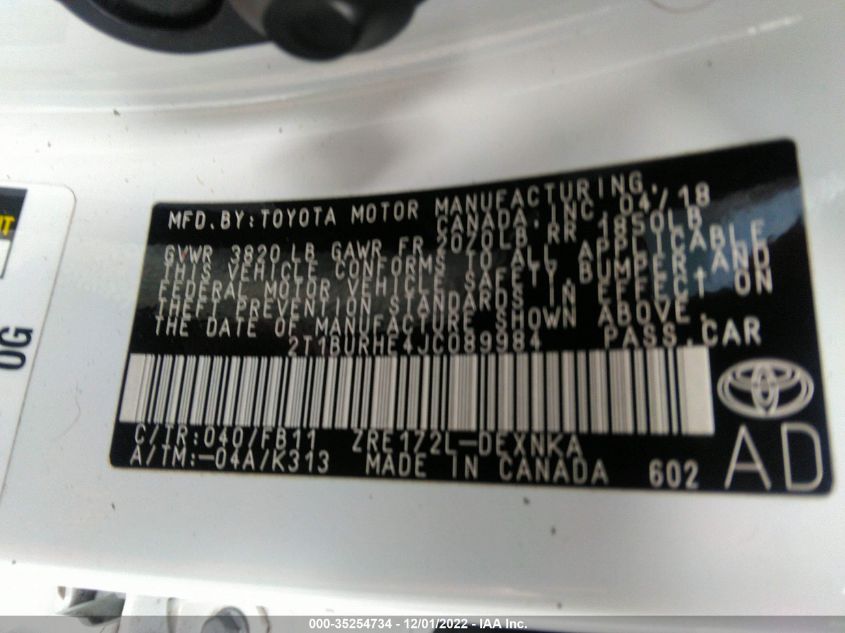 MFD.BY:TOYOTA MOTOR MANUFACTURING,
CANADA,INC. 04/18
GVWR 3820 LB GAWR FR 2020LB RR 1850LB
THIS VEHICLE CONFORMS TO ALL APPLICABLE
FEDERAL MOTOR VEHICLE SAFETY,BUMPER,AND
THEFT PREVENTION STANDARDS IN EFFECT ON
THE DATE OF MANUFACTURE SHOWN ABOVE.
2T1BURHE4JC089984 PASS.CAR
C/TR:040/FB11 ZRE172L-DEXNKA
A/TM:-04A/K313 MADE IN CANADA 602
AD
OG
000-35254734 - 12/01/2022 - IAA Inc.